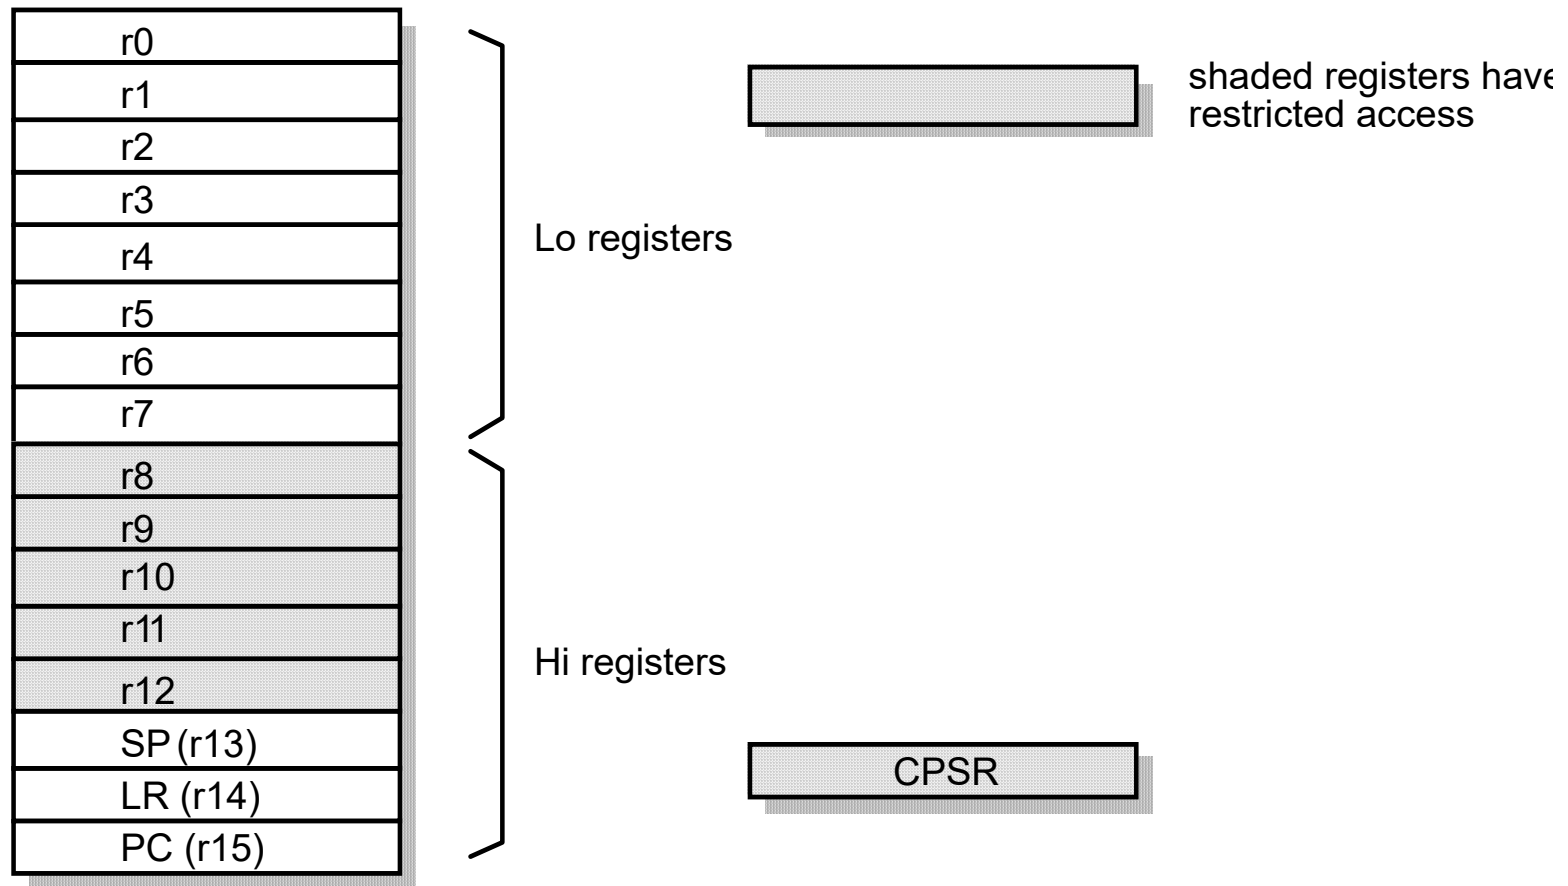 r0
r1
r2
r3
r4
r5
r6
r7
r8
r9
r10
r11
r12
SP (r13)
LR (r14)
PC (r15)
Lo registers
Hi registers
shaded registers have
restricted access
CPSR